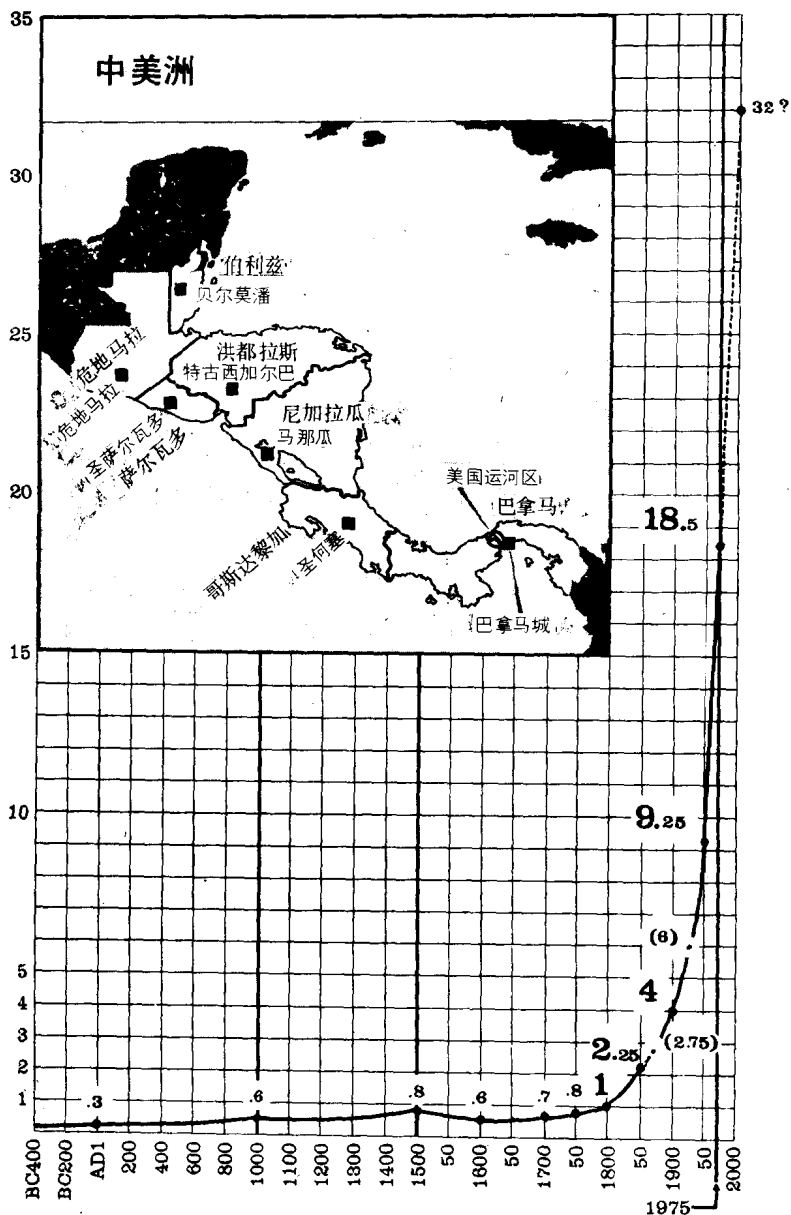 35
中美洲
32?
30
伯利兹
贝尔莫潘
25
危地马拉
危地马拉
洪都拉斯
特古西加尔巴
圣萨尔瓦多
萨尔瓦多
尼加拉瓜
马那瓜
20
美国运河区
巴拿马
18.5
哥斯达黎加
圣何塞
巴拿马城
15
10
9.25
(6)
5
4
4
3
2.25
(2.75)
2
1
1
.3
.6
.8
.6
.7
.8
BC400
BC200
AD1
200
400
600
800
1000
1100
1200
1300
1400
1500
50
1600
50
1700
50
1800
50
1900
50
2000
1975